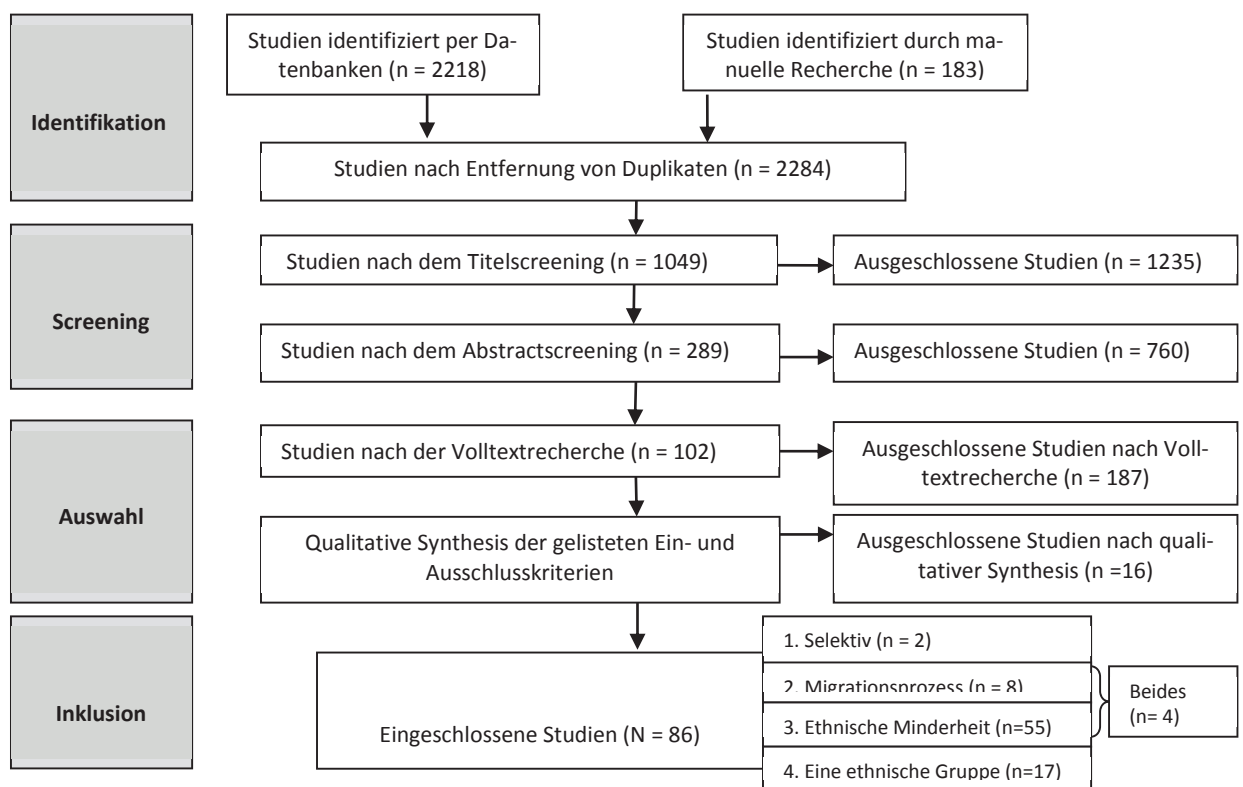 Identifikation
Studien identifiziert per Da-
tenbanken (n = 2218)
Studien identifiziert durch ma-
nuelle Recherche (n = 183)
Studien nach Entfernung von Duplikaten (n = 2284)
Screening
Studien nach dem Titelscreening (n = 1049)
Ausgeschlossene Studien (n = 1235)
Studien nach dem Abstractscreening (n = 289)
Ausgeschlossene Studien (n = 760)
Auswahl
Studien nach der Volltextrecherche (n = 102)
Ausgeschlossene Studien nach Voll-
textrecherche (n = 187)
Qualitative Synthesis der gelisteten Ein- und
Ausschlusskriterien
Ausgeschlossene Studien nach quali-
tativer Synthesis (n =16)
Inklusion
Eingeschlossene Studien (N = 86)
1. Selektiv (n = 2)
2. Migrationsprozess (n = 8)
3. Ethnische Minderheit (n=55)
4. Eine ethnische Gruppe (n=17)
Beides
(n= 4)